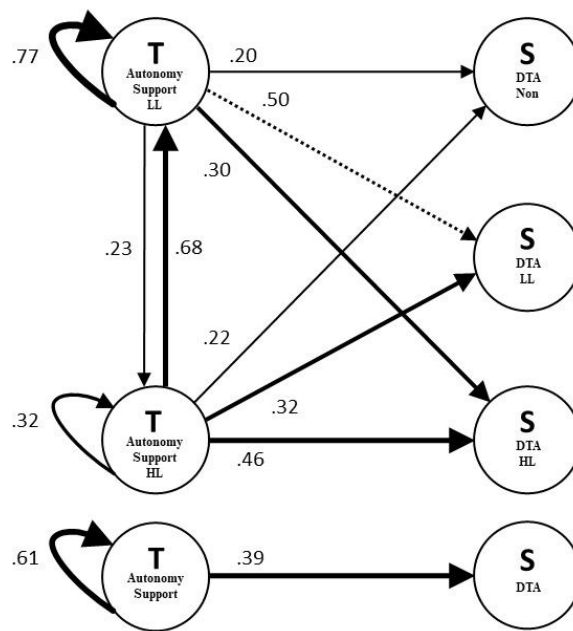 .77
T
Autonomy
Support
LL
.20
S
DTA
Non
.50
.30
S
DTA
LL
.23
.68
.22
.32
T
Autonomy
Support
HL
.32
.46
S
DTA
HL
.61
T
Autonomy
Support
.39
S
DTA